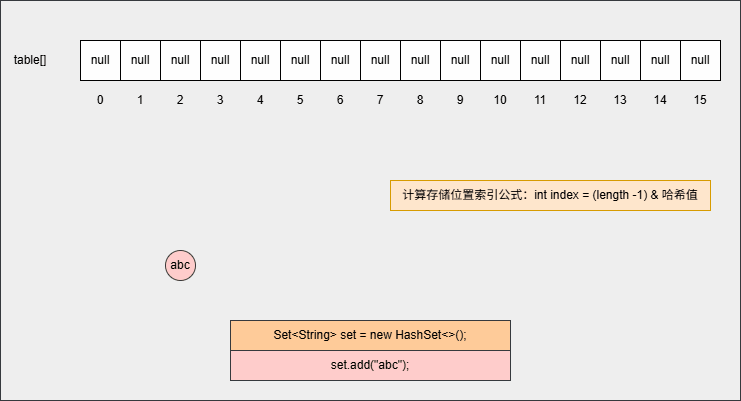 table[] null null null null null null null null null null null null null null null null
0 1 2 3 4 5 6 7 8 9 10 11 12 13 14 15
计算存储位置索引公式：int index = (length -1) & 哈希值
abc
Set<String> set = new HashSet<>();
set.add("abc");